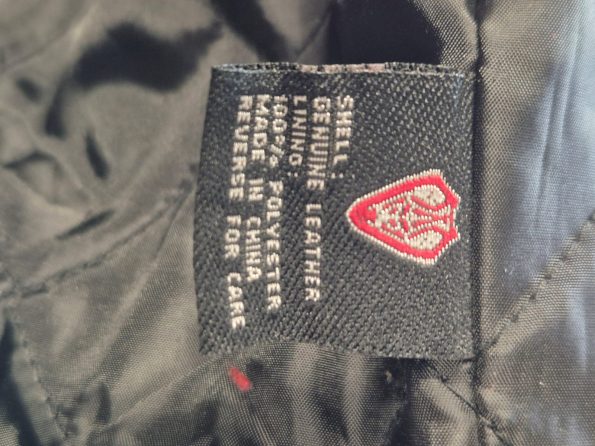 SHELL:
GENUINE LEATHER
LINING:
100% POLYESTER
MADE IN CHINA
REVERSE FOR CARE